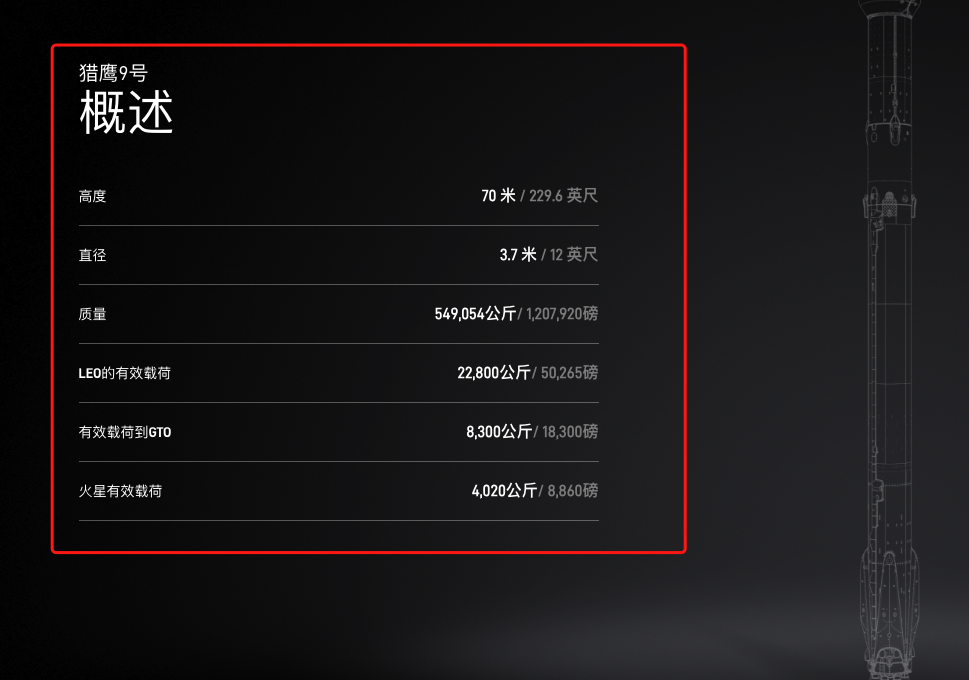 猎鹰9号
概述
高度 70 米 / 229.6 英尺
直径 3.7 米 / 12 英尺
质量 549,054公斤/ 1,207,920磅
LEO的有效载荷 22,800公斤/ 50,265磅
有效载荷到GTO 8,300公斤/ 18,300磅
火星有效载荷 4,020公斤/ 8,860磅